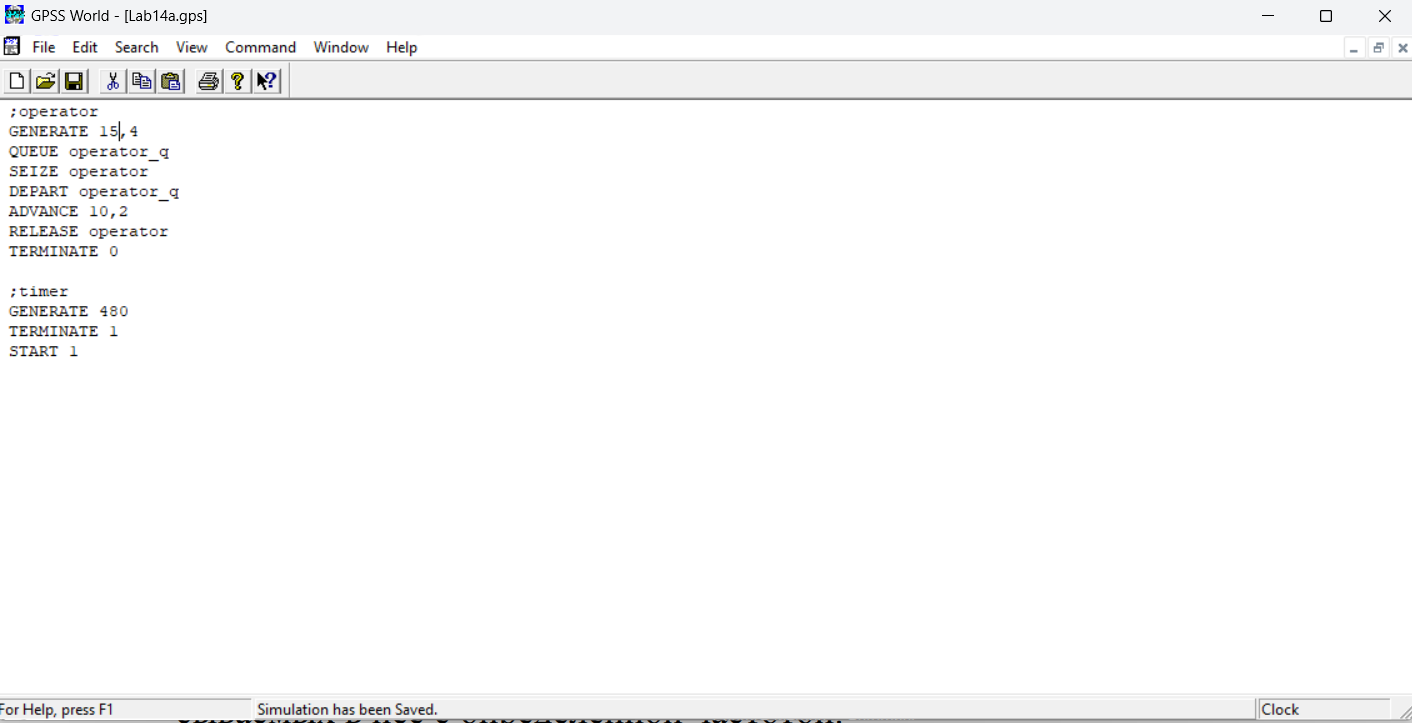 GPSS World - [Lab14a.gps]
File Edit Search View Command Window Help
;operator
GENERATE 15,4
QUEUE operator_q
SEIZE operator
DEPART operator_q
ADVANCE 10,2
RELEASE operator
TERMINATE 0
;timer
GENERATE 480
TERMINATE 1
START 1
For Help, press F1 Simulation has been Saved. Clock